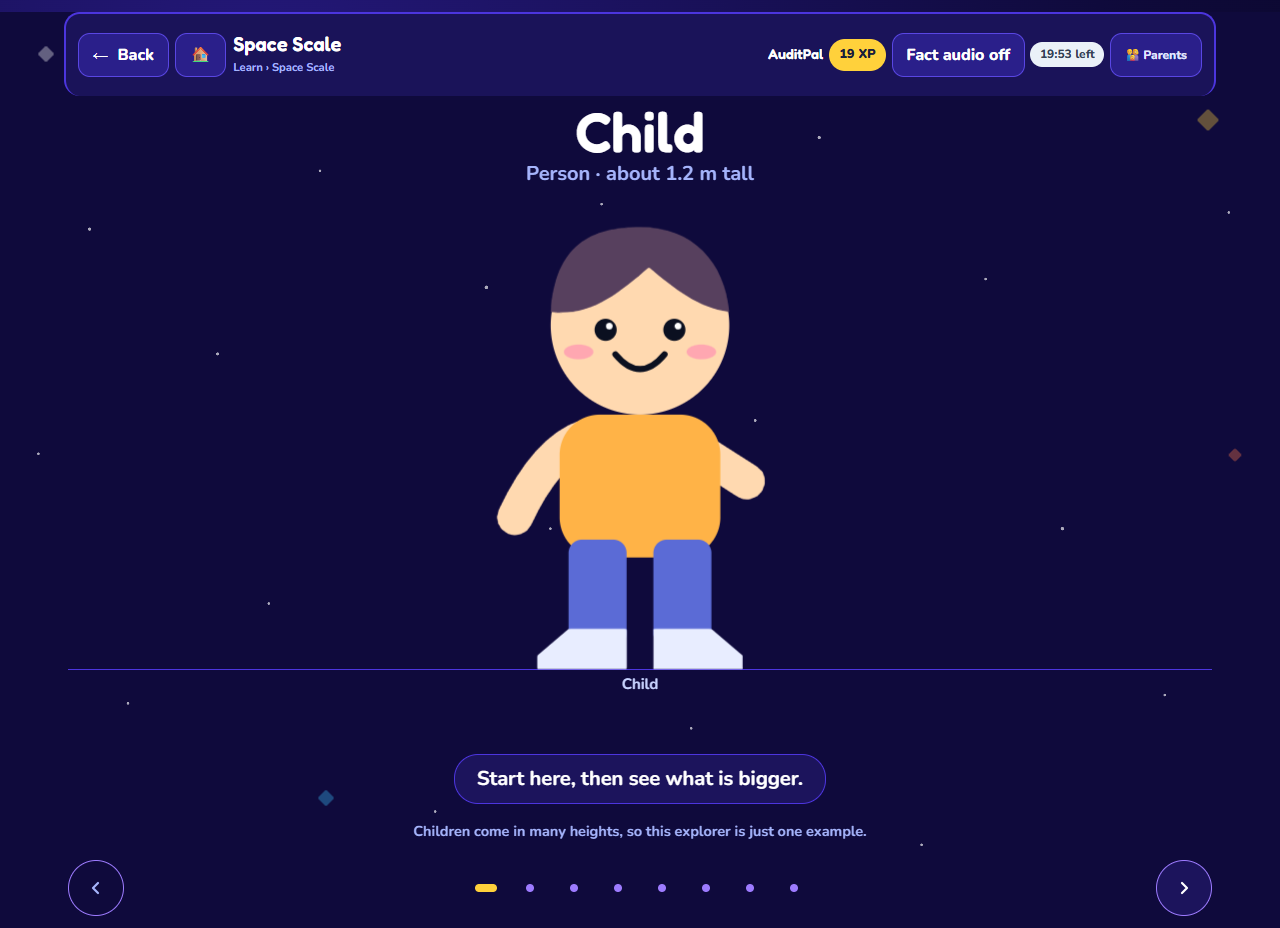 ← Back
Space Scale
Learn › Space Scale
AuditPal
19 XP
Fact audio off
19:53 left
Parents
Child
Person · about 1.2 m tall
Child
Start here, then see what is bigger.
Children come in many heights, so this explorer is just one example.